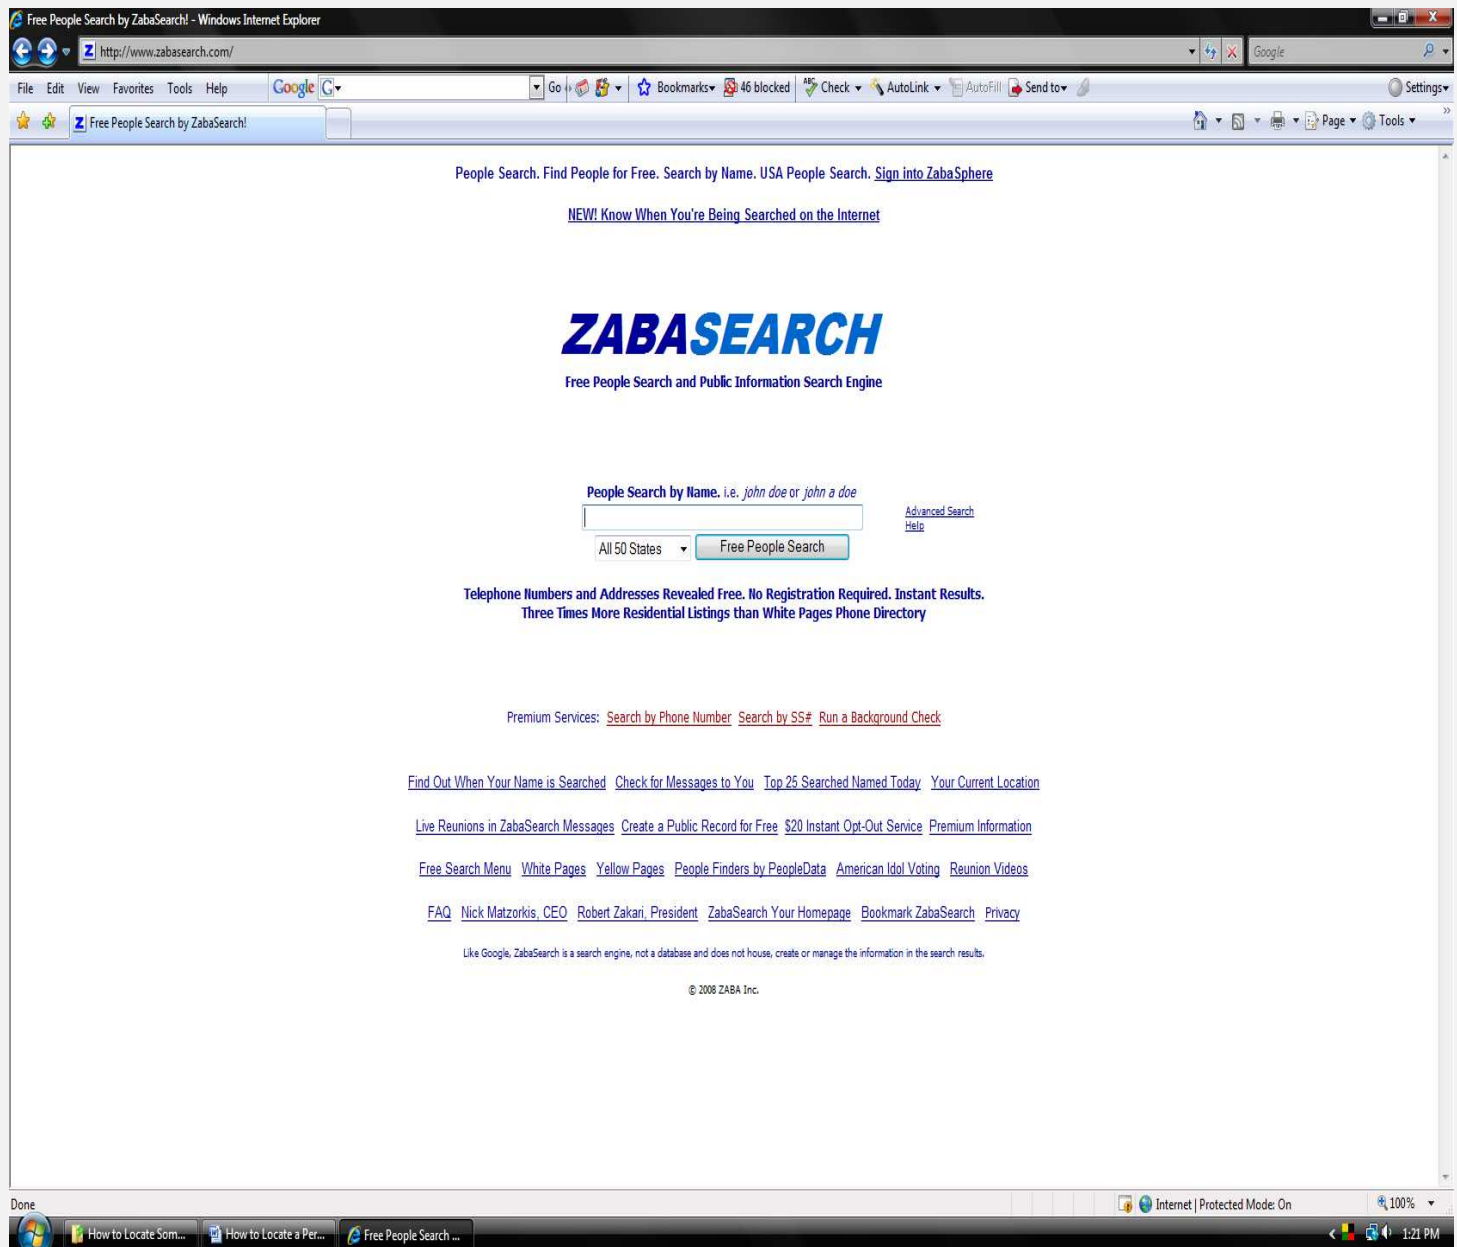 Free People Search by ZabaSearch! - Windows Internet Explorer
http://www.zabasearch.com/
Google
File Edit View Favorites Tools Help Google G Go Bookmarks 46 blocked ABC Check AutoLink AutoFill Send to Settings
Z Free People Search by ZabaSearch! Page Tools
People Search. Find People for Free. Search by Name. USA People Search. Sign into ZabaSphere
NEW! Know When You're Being Searched on the Internet
ZABASEARCH
Free People Search and Public Information Search Engine
People Search by Name. i.e. john doe or john a doe
Advanced Search
Help
All 50 States Free People Search
Telephone Numbers and Addresses Revealed Free. No Registration Required. Instant Results.
Three Times More Residential Listings than White Pages Phone Directory
Premium Services: Search by Phone Number Search by SS# Run a Background Check
Find Out When Your Name is Searched Check for Messages to You Top 25 Searched Named Today Your Current Location
Live Reunions in ZabaSearch Messages Create a Public Record for Free $20 Instant Opt-Out Service Premium Information
Free Search Menu White Pages Yellow Pages People Finders by PeopleData American Idol Voting Reunion Videos
FAQ Nick Matzorkis, CEO Robert Zakari, President ZabaSearch Your Homepage Bookmark ZabaSearch Privacy
Like Google, ZabaSearch is a search engine, not a database and does not house, create or manage the information in the search results.
© 2008 ZABA Inc.
Done Internet | Protected Mode: On 100%
How to Locate Som... How to Locate a Per... Free People Search ... 1:21 PM